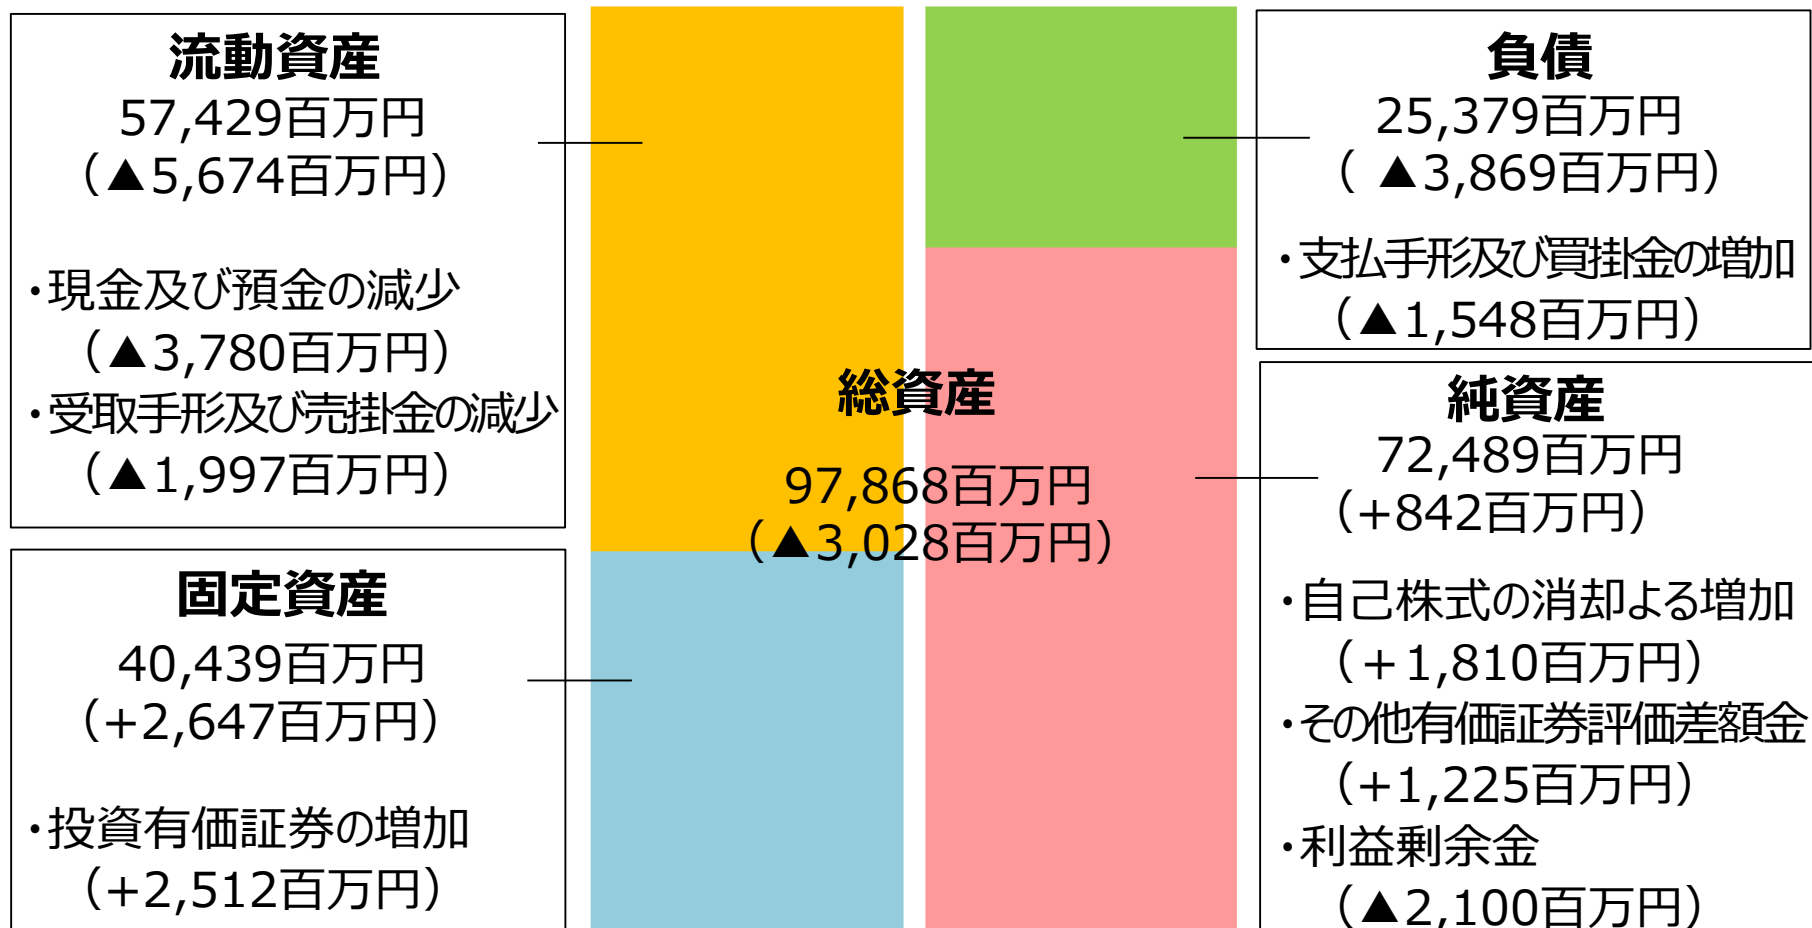 流動資産
57,429百万円
（▲5,674百万円）
・現金及び預金の減少
（▲3,780百万円）
・受取手形及び売掛金の減少
（▲1,997百万円）
固定資産
40,439百万円
（+2,647百万円）
・投資有価証券の増加
（+2,512百万円）
総資産
97,868百万円
（▲3,028百万円）
負債
25,379百万円
（ ▲3,869百万円）
・支払手形及び買掛金の増加
（▲1,548百万円）
純資産
72,489百万円
（+842百万円）
・自己株式の消却よる増加
（+1,810百万円）
・その他有価証券評価差額金
（+1,225百万円）
・利益剰余金
（▲2,100百万円）